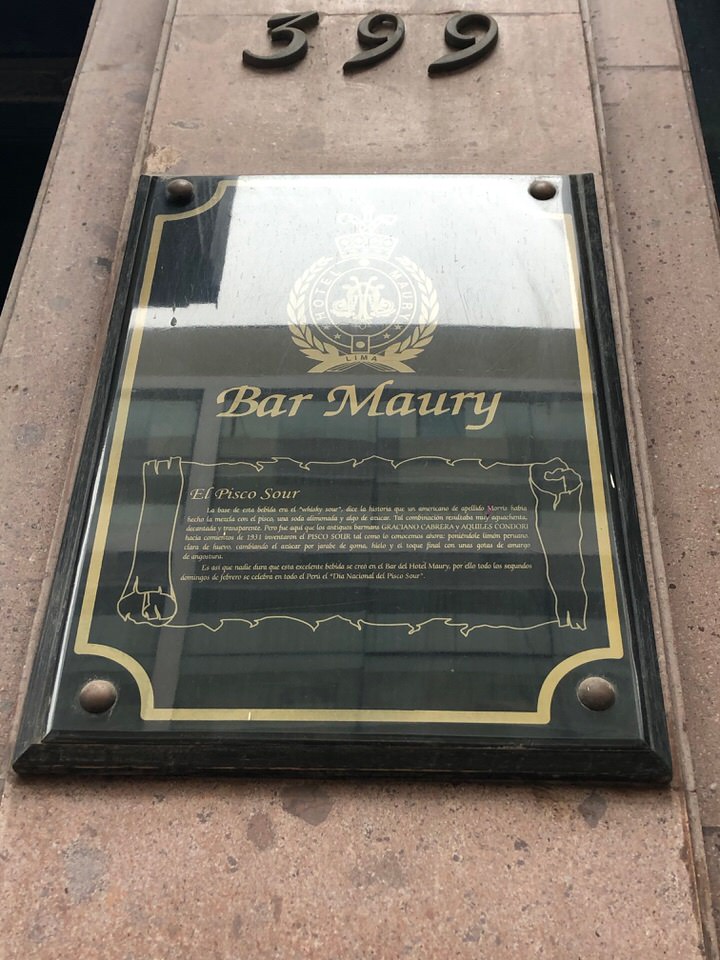 399
HOTEL MAURY
LIMA
Bar Maury
El Pisco Sour
La base de esta bebida era el "whisky sour", dice la historia que un americano de apellido Morris había
hecho la mezcla con el pisco, una soda alimonada y algo de azucar. Tal combinación resultaba muy aquachenta,
decantada y transparente. Pero fue aquí que los antiguos barmans GRACIANO CABRERA y AQUILES CONDORI
hacia comienzos de 1931 inventaron el PISCO SOUR tal como lo conocemos ahora: poniéndole limón peruano,
clara de huevo, cambiando el azucar por jarabe de goma, hielo y el toque final con unas gotas de amargo
de angostura.
Es así que nadie duda que esta excelente bebida se creó en el Bar del Hotel Maury, por ello todo los segundos
domingos de febrero se celebra en todo el Perú el "Día Nacional del Pisco Sour".